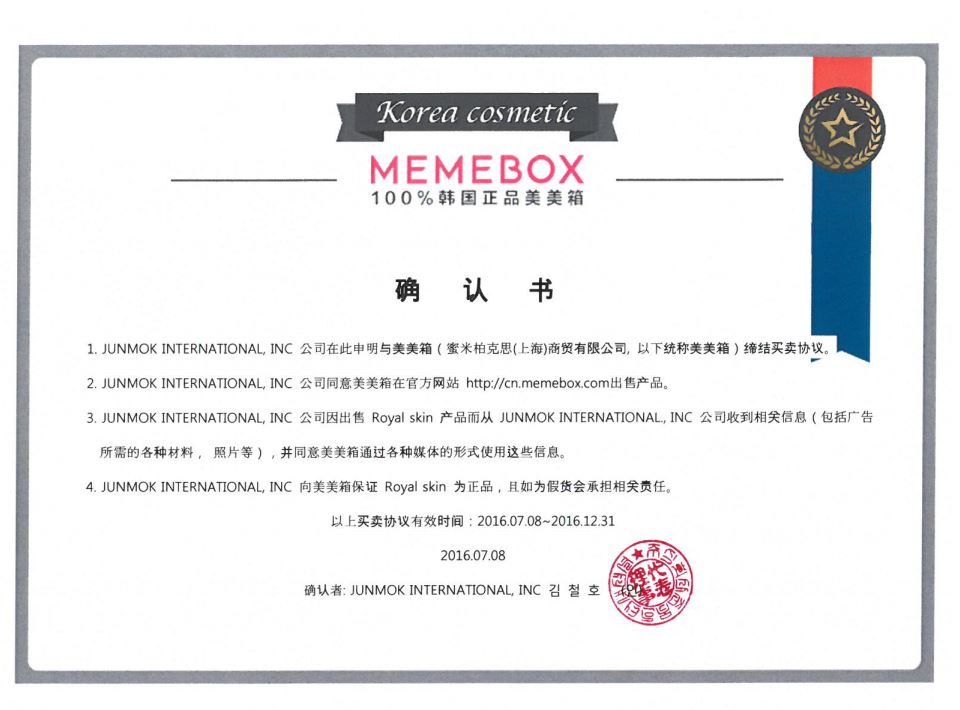 Korea cosmetic
MEMEBOX
100%韩国正品美美箱
确 认 书
1. JUNMOK INTERNATIONAL, INC 公司在此申明与美美箱（蜜米柏克思(上海)商贸有限公司, 以下统称美美箱）缔结买卖协议。
2. JUNMOK INTERNATIONAL, INC 公司同意美美箱在官方网站 http://cn.memebox.com出售产品。
3. JUNMOK INTERNATIONAL, INC 公司因出售 Royal skin 产品而从 JUNMOK INTERNATIONAL., INC 公司收到相关信息（包括广告
所需的各种材料， 照片等），并同意美美箱通过各种媒体的形式使用这些信息。
4. JUNMOK INTERNATIONAL, INC 向美美箱保证 Royal skin 为正品，且如为假货会承担相关责任。
以上买卖协议有效时间：2016.07.08~2016.12.31
2016.07.08
确认者: JUNMOK INTERNATIONAL, INC 김 철 호